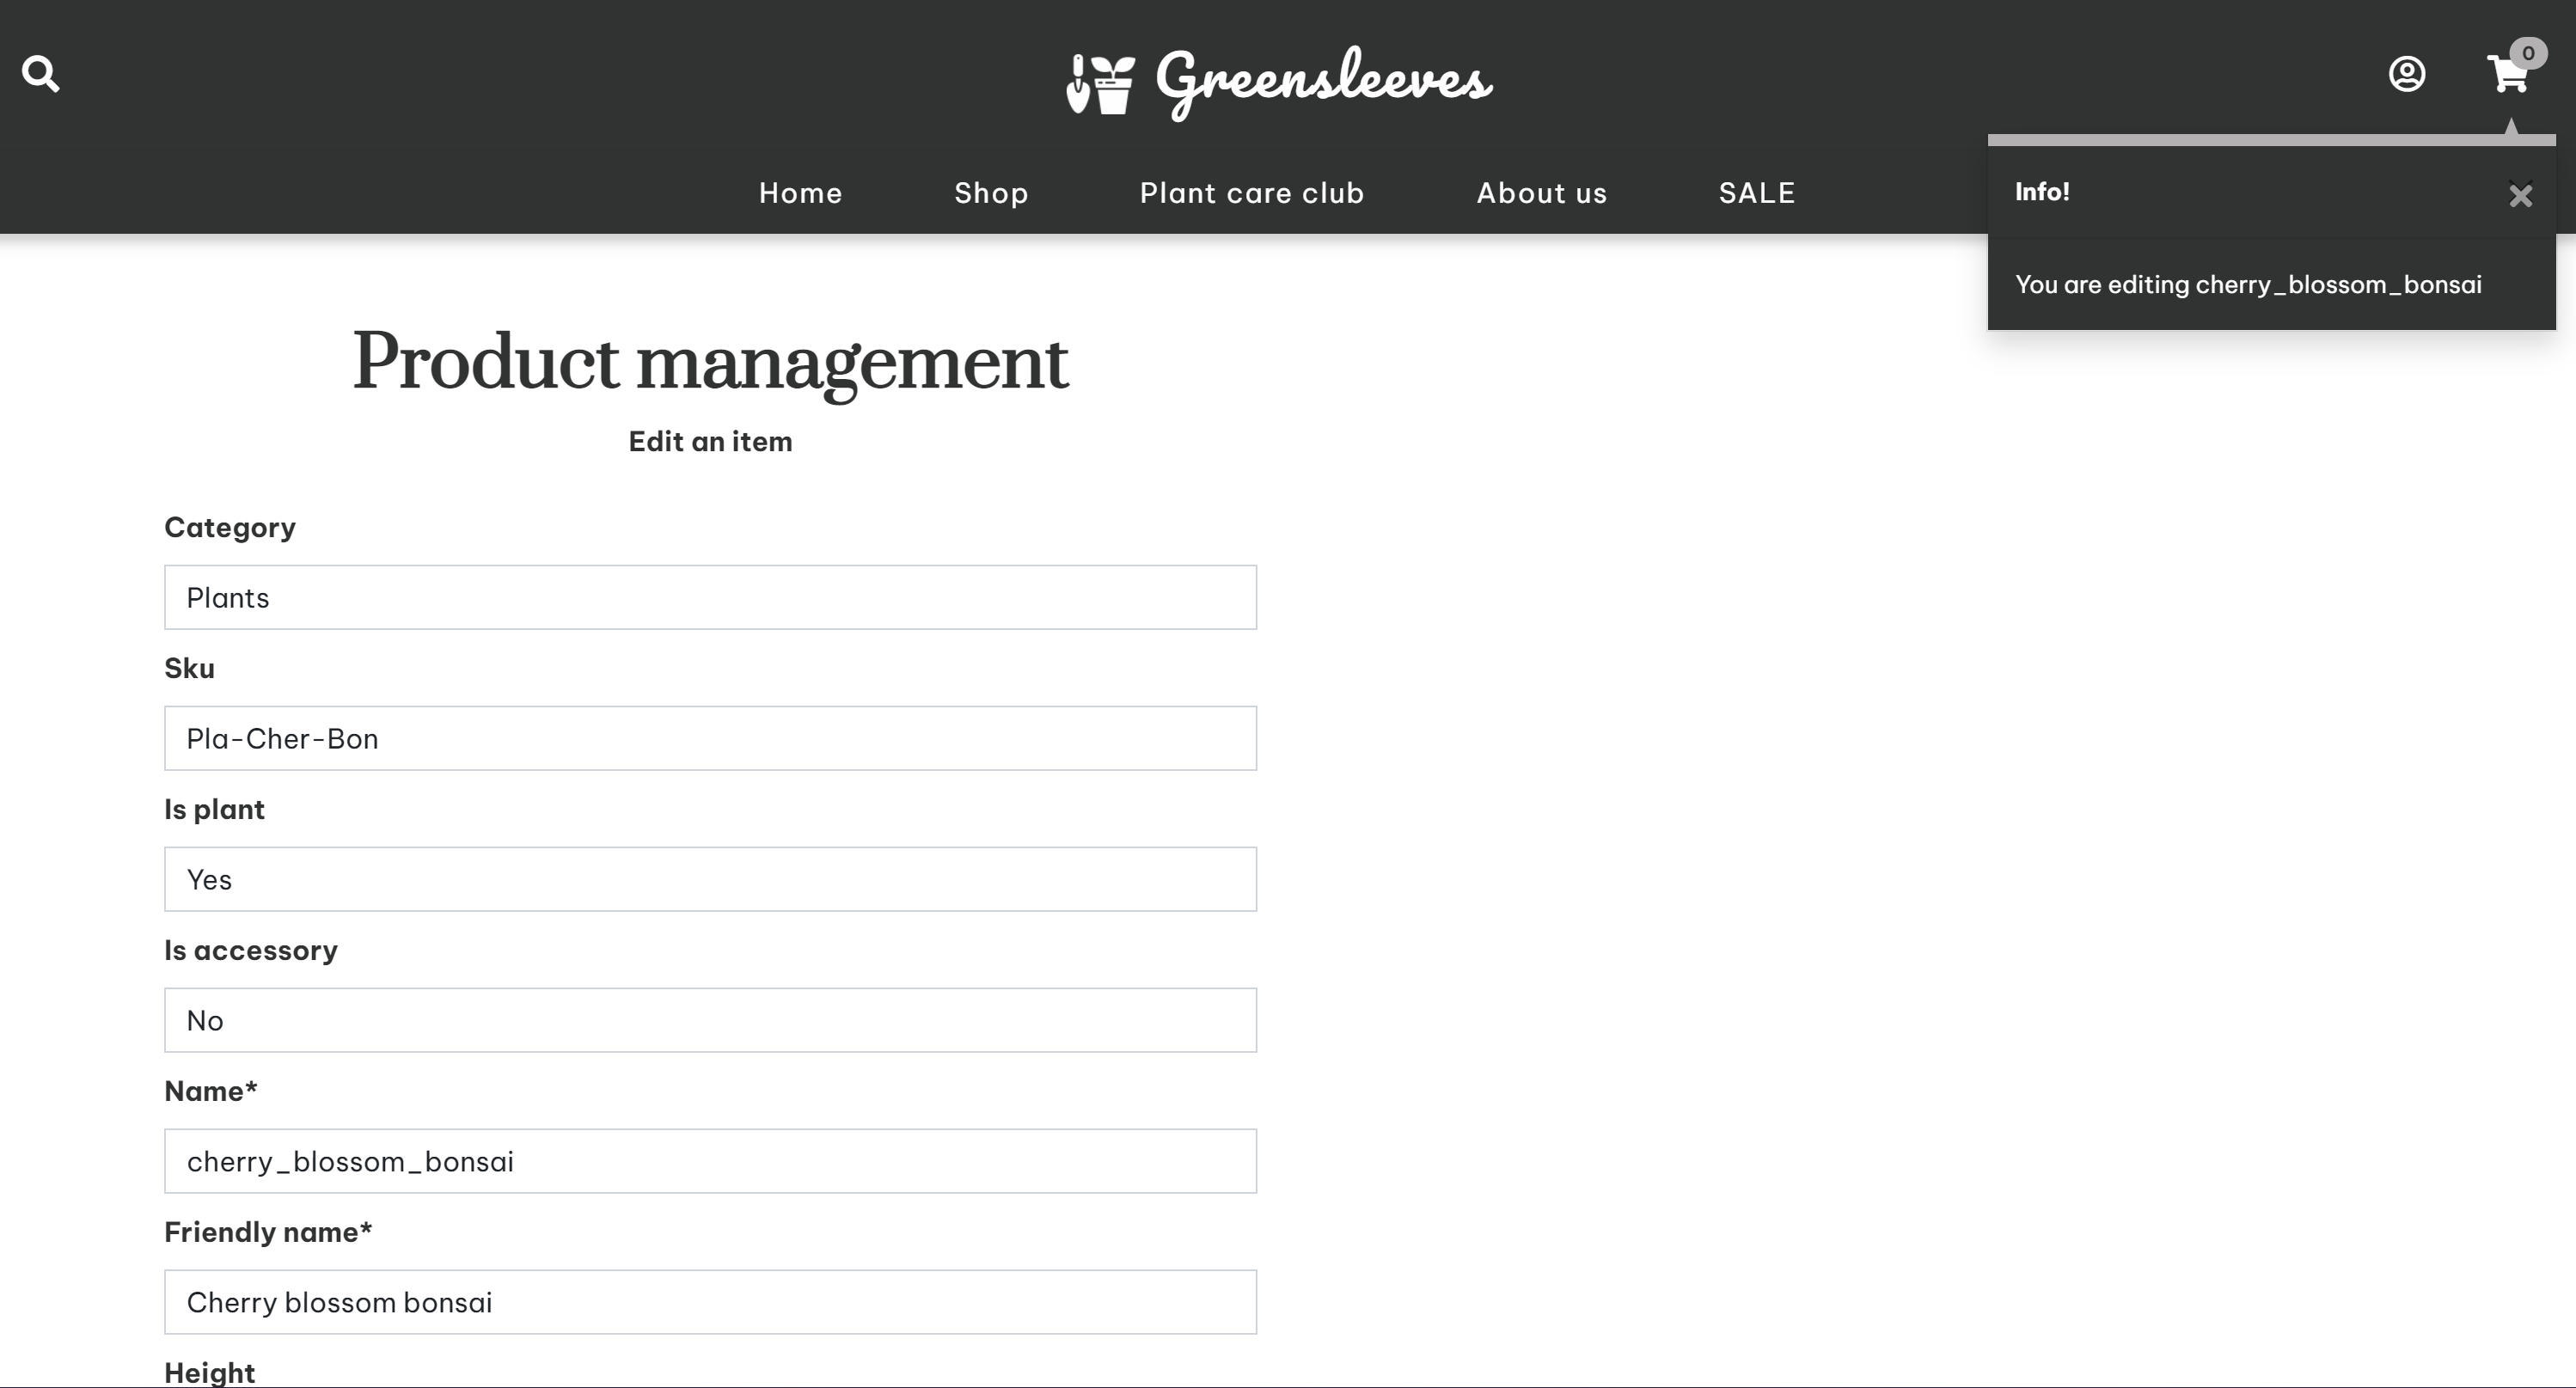 Greensleeves
0
Home Shop Plant care club About us SALE
Info!
You are editing cherry_blossom_bonsai
Product management
Edit an item
Category
Plants
Sku
Pla-Cher-Bon
Is plant
Yes
Is accessory
No
Name*
cherry_blossom_bonsai
Friendly name*
Cherry blossom bonsai
Height